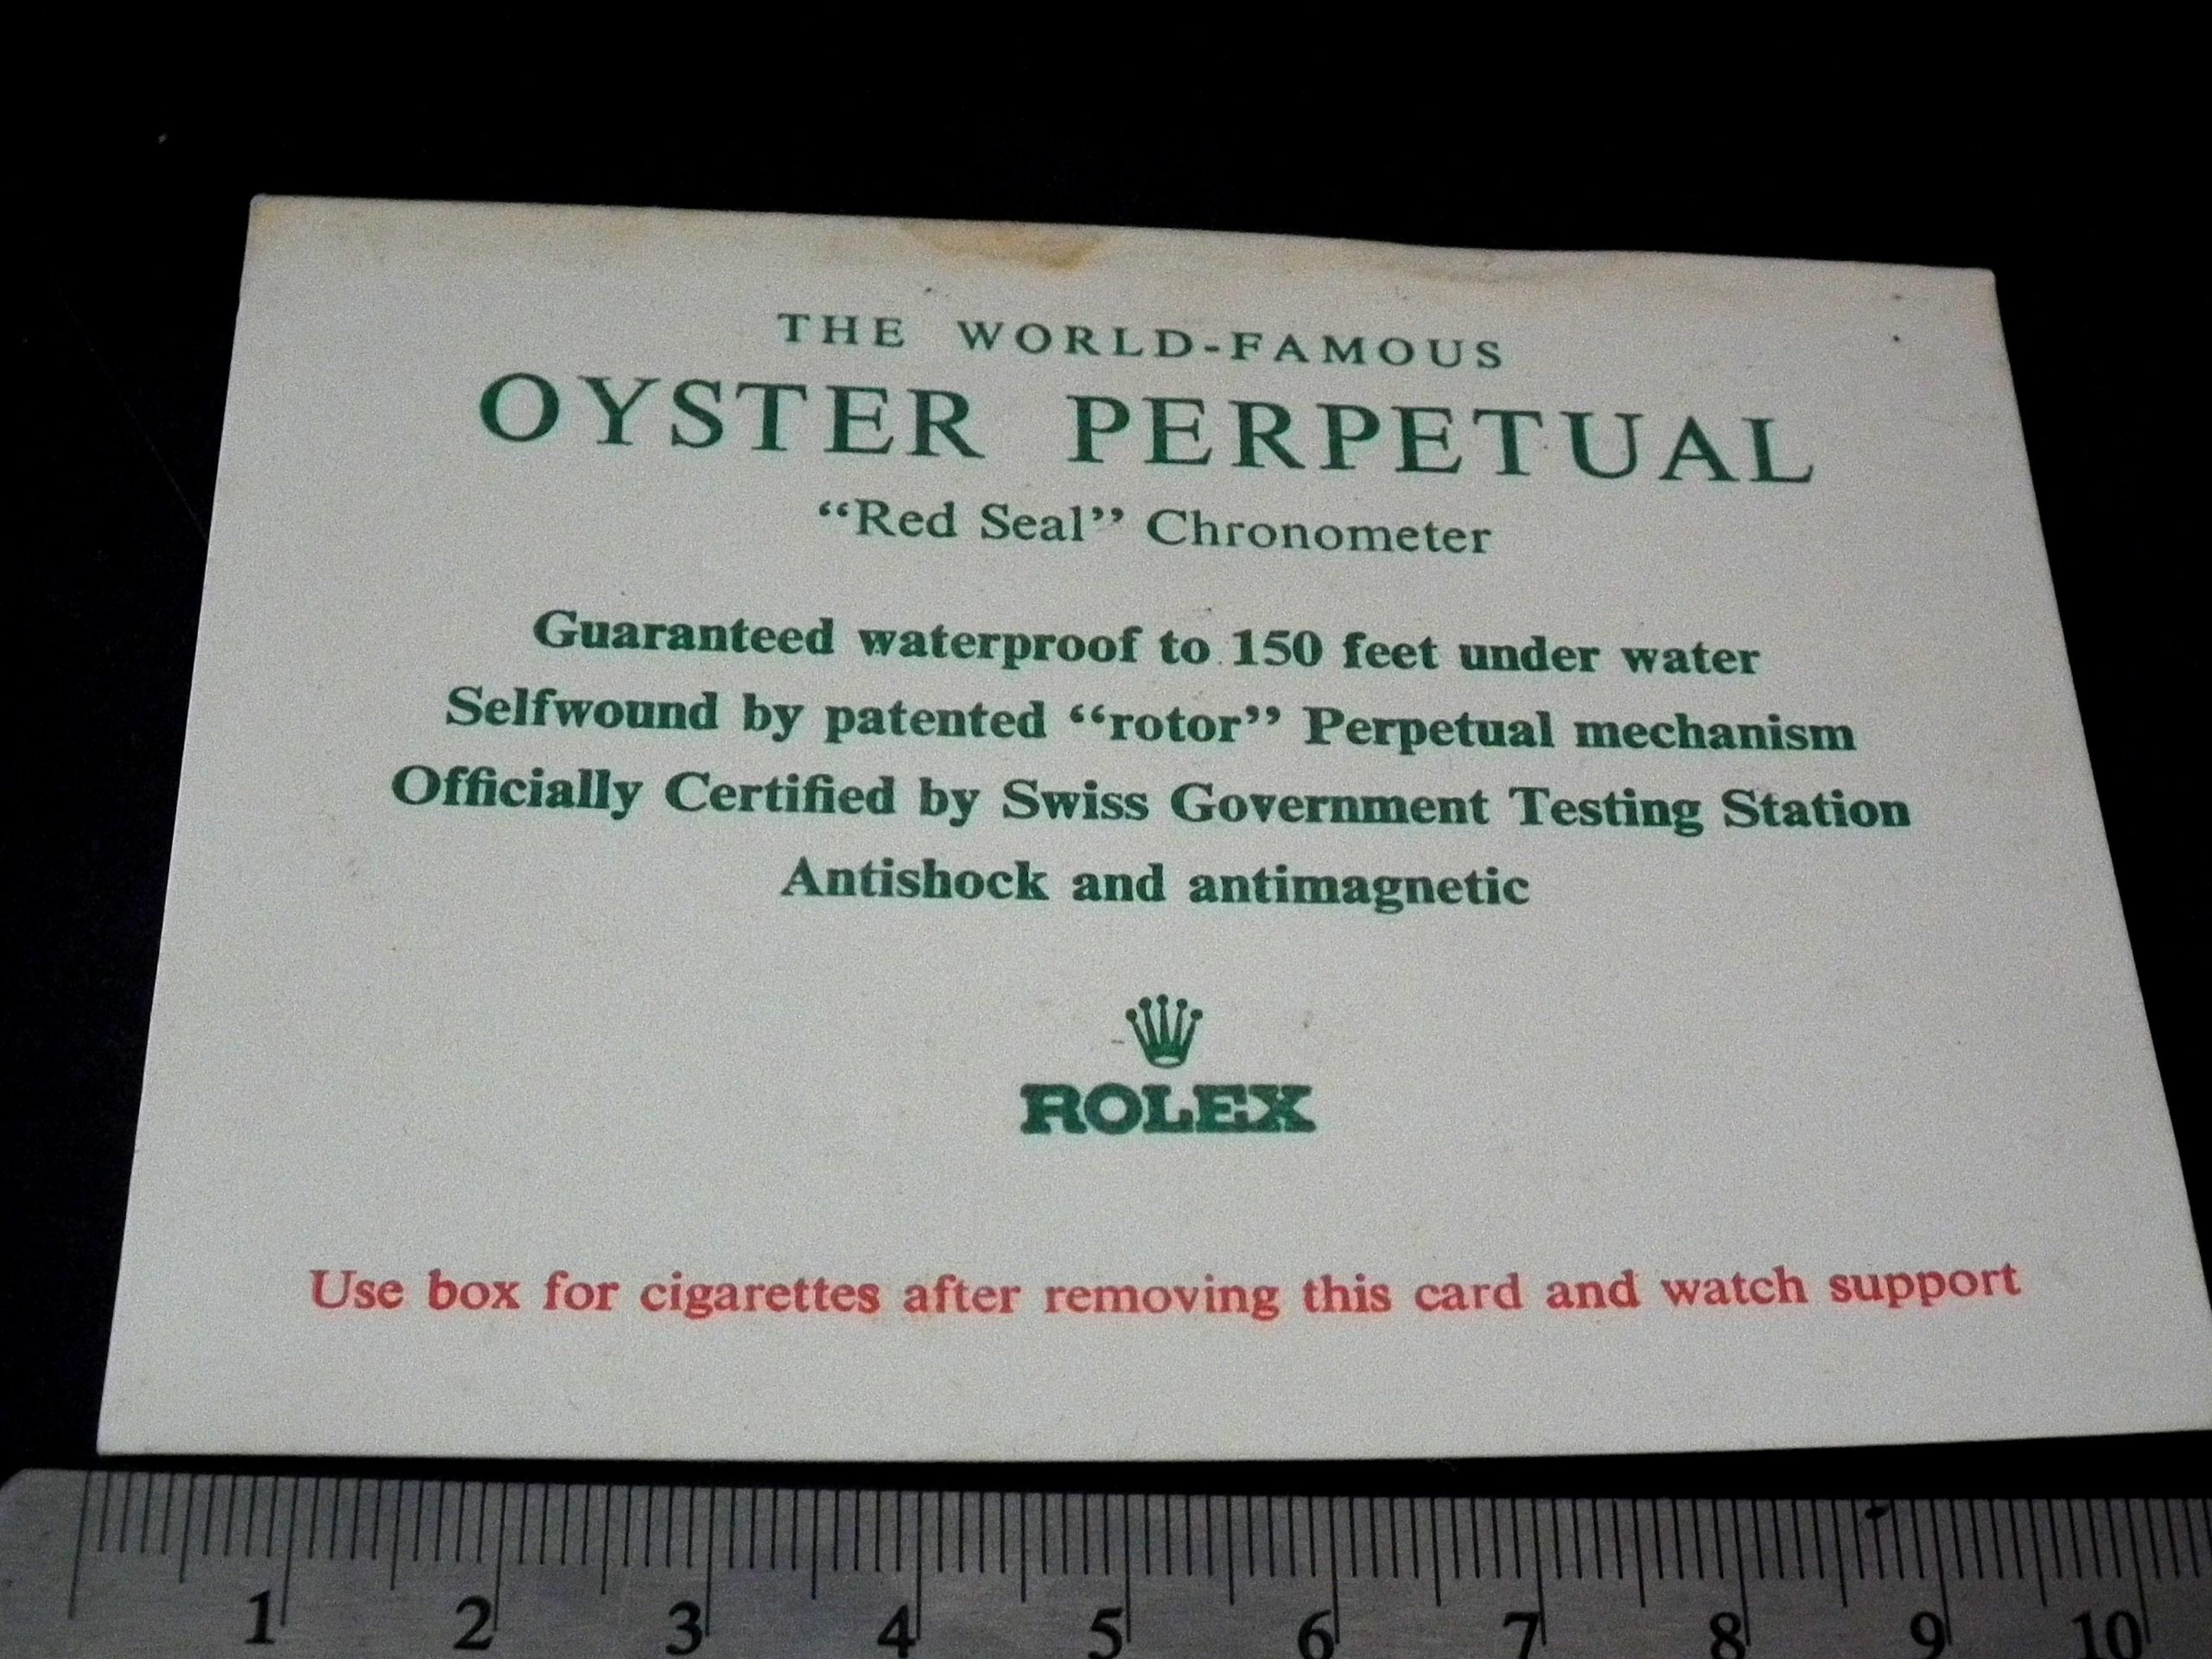 THE WORLD-FAMOUS
OYSTER PERPETUAL
“Red Seal” Chronometer
Guaranteed waterproof to 150 feet under water
Selfwound by patented “rotor” Perpetual mechanism
Officially Certified by Swiss Government Testing Station
Antishock and antimagnetic
ROLEX
Use box for cigarettes after removing this card and watch support
1 2 3 4 5 6 7 8 9 10